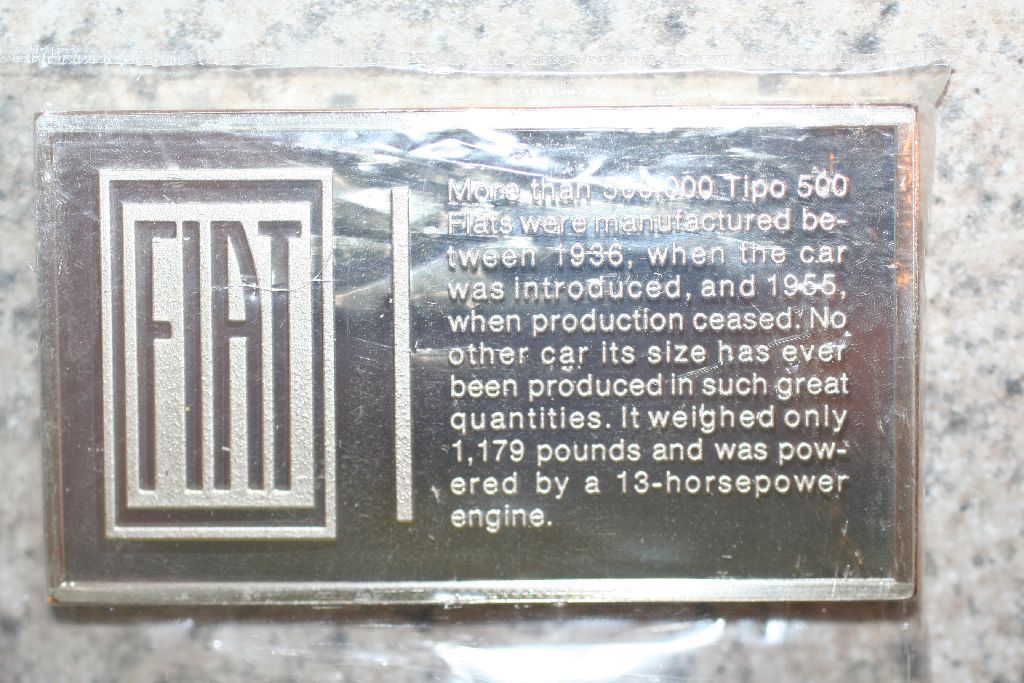 FIAT
More than 500,000 Tipo 500
Fiats were manufactured be-
tween 1936, when the car
was introduced, and 1955,
when production ceased. No
other car its size has ever
been produced in such great
quantities. It weighed only
1,179 pounds and was pow-
ered by a 13-horsepower
engine.